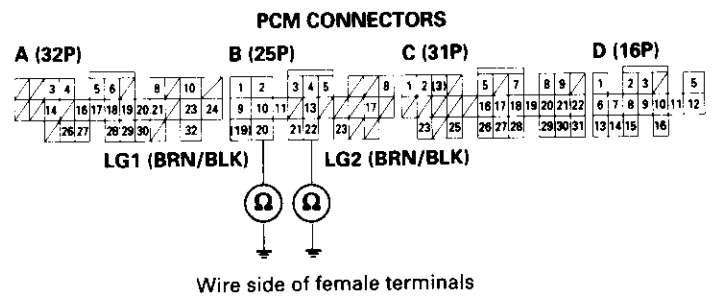 PCM CONNECTORS
A (32P) B (25P) C (31P) D (16P)
3 4 5 6 8 10 1 2 3 4 5 8 1 2 (3) 5 7 8 9 1 2 3 5
14 16 17 18 19 20 21 23 24 9 10 11 13 17 16 17 18 19 20 21 22 6 7 8 9 10 11 12
26 27 28 29 30 32 (19) 20 21 22 23 23 25 26 27 28 29 30 31 13 14 15 16
LG1 (BRN/BLK) LG2 (BRN/BLK)
Ω Ω
Wire side of female terminals